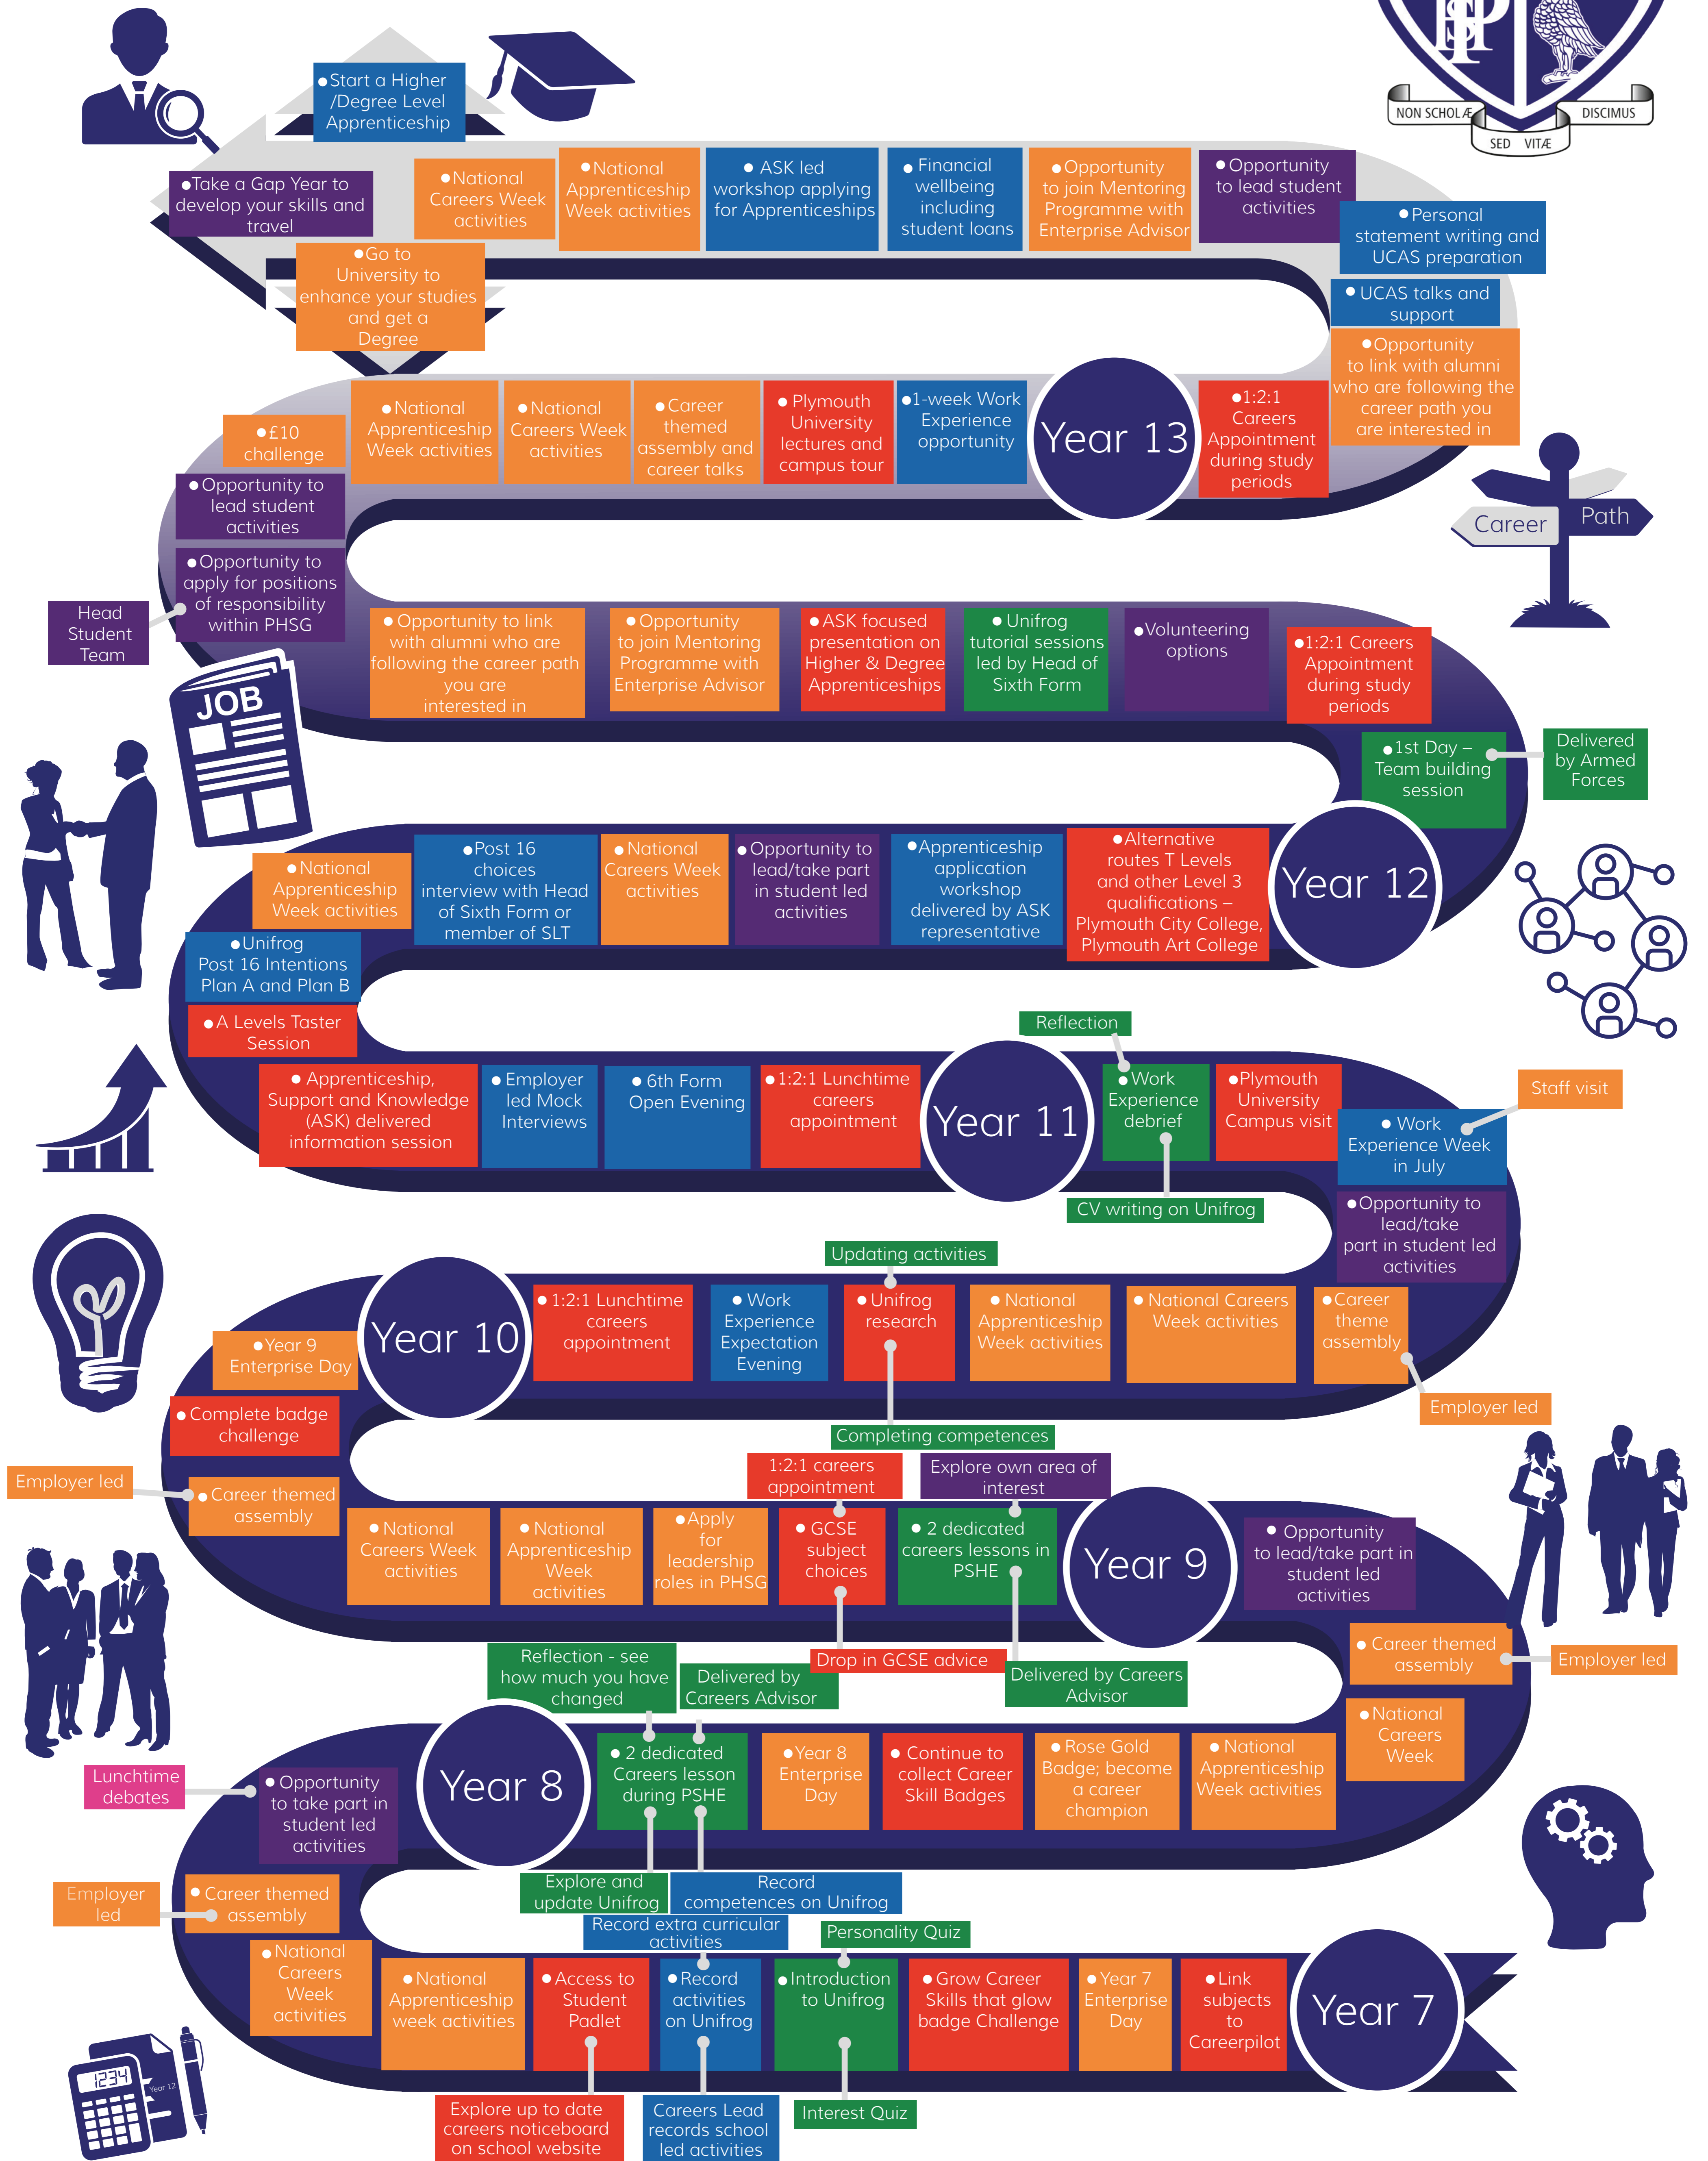 NON SCHOLÆ
DISCIMUS
SED VITÆ
Start a Higher
/Degree Level
Apprenticeship
Take a Gap Year to
develop your skills and
travel
Go to
University to
enhance your studies
and get a
Degree
National
Careers Week
activities
National
Apprenticeship
Week activities
ASK led
workshop applying
for Apprenticeships
Financial
wellbeing
including
student loans
Opportunity
to join Mentoring
Programme with
Enterprise Advisor
Opportunity
to lead student
activities
Personal
statement writing and
UCAS preparation
UCAS talks and
support
Opportunity
to link with alumni
who are following the
career path you
are interested in
£10
challenge
National
Apprenticeship
Week activities
National
Careers Week
activities
Career
themed
assembly and
career talks
Plymouth
University
lectures and
campus tour
1-week Work
Experience
opportunity
Year 13
1:2:1
Careers
Appointment
during study
periods
Career
Path
Opportunity to
lead student
activities
Opportunity to
apply for positions
of responsibility
within PHSG
Head
Student
Team
JOB
Opportunity to link
with alumni who are
following the career path
you are
interested in
Opportunity
to join Mentoring
Programme with
Enterprise Advisor
ASK focused
presentation on
Higher & Degree
Apprenticeships
Unifrog
tutorial sessions
led by Head of
Sixth Form
Volunteering
options
1:2:1 Careers
Appointment
during study
periods
1st Day –
Team building
session
Delivered
by Armed
Forces
National
Apprenticeship
Week activities
Post 16
choices
interview with Head
of Sixth Form or
member of SLT
National
Careers Week
activities
Opportunity to
lead/take part
in student led
activities
Apprenticeship
application
workshop
delivered by ASK
representative
Alternative
routes T Levels
and other Level 3
qualifications –
Plymouth City College,
Plymouth Art College
Year 12
Unifrog
Post 16 Intentions
Plan A and Plan B
A Levels Taster
Session
Apprenticeship,
Support and Knowledge
(ASK) delivered
information session
Employer
led Mock
Interviews
6th Form
Open Evening
1:2:1 Lunchtime
careers
appointment
Year 11
Reflection
Work
Experience
debrief
CV writing on Unifrog
Plymouth
University
Campus visit
Staff visit
Work
Experience Week
in July
Opportunity to
lead/take
part in student led
activities
Updating activities
Year 9
Enterprise Day
Year 10
1:2:1 Lunchtime
careers
appointment
Work
Experience
Expectation
Evening
Unifrog
research
National
Apprenticeship
Week activities
National Careers
Week activities
Career
theme
assembly
Employer led
Completing competences
Complete badge
challenge
Employer led
Career themed
assembly
1:2:1 careers
appointment
Explore own area of
interest
National
Careers Week
activities
National
Apprenticeship
Week
activities
Apply
for
leadership
roles in PHSG
GCSE
subject
choices
2 dedicated
careers lessons in
PSHE
Year 9
Opportunity
to lead/take part in
student led
activities
Career themed
assembly
Employer led
National
Careers
Week
Reflection - see
how much you have
changed
Delivered by
Careers Advisor
Drop in GCSE advice
Delivered by Careers
Advisor
Year 8
2 dedicated
Careers lesson
during PSHE
Year 8
Enterprise
Day
Continue to
collect Career
Skill Badges
Rose Gold
Badge; become
a career
champion
National
Apprenticeship
Week activities
Lunchtime
debates
Opportunity
to take part in
student led
activities
Explore and
update Unifrog
Record
competences on Unifrog
Employer
led
Career themed
assembly
Record extra curricular
activities
Personality Quiz
National
Careers
Week
activities
National
Apprenticeship
week activities
Access to
Student
Padlet
Record
activities
on Unifrog
Introduction
to Unifrog
Grow Career
Skills that glow
badge Challenge
Year 7
Enterprise
Day
Link
subjects
to
Careerpilot
Year 7
1234
Year 12
Explore up to date
careers noticeboard
on school website
Careers Lead
records school
led activities
Interest Quiz